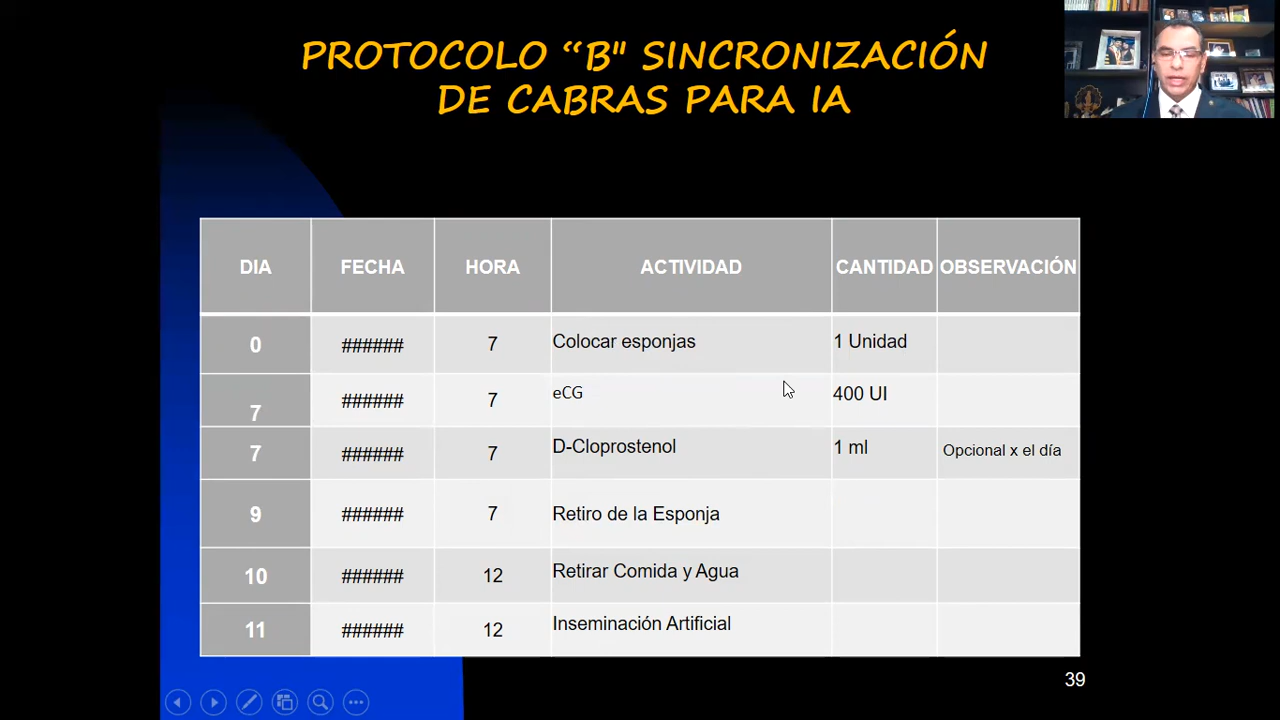 PROTOCOLO “B" SINCRONIZACIÓN
DE CABRAS PARA IA
DIA FECHA HORA ACTIVIDAD CANTIDAD OBSERVACIÓN
0 ###### 7 Colocar esponjas 1 Unidad
7 ###### 7 eCG 400 UI
7 ###### 7 D-Cloprostenol 1 ml Opcional x el día
9 ###### 7 Retiro de la Esponja
10 ###### 12 Retirar Comida y Agua
11 ###### 12 Inseminación Artificial
39